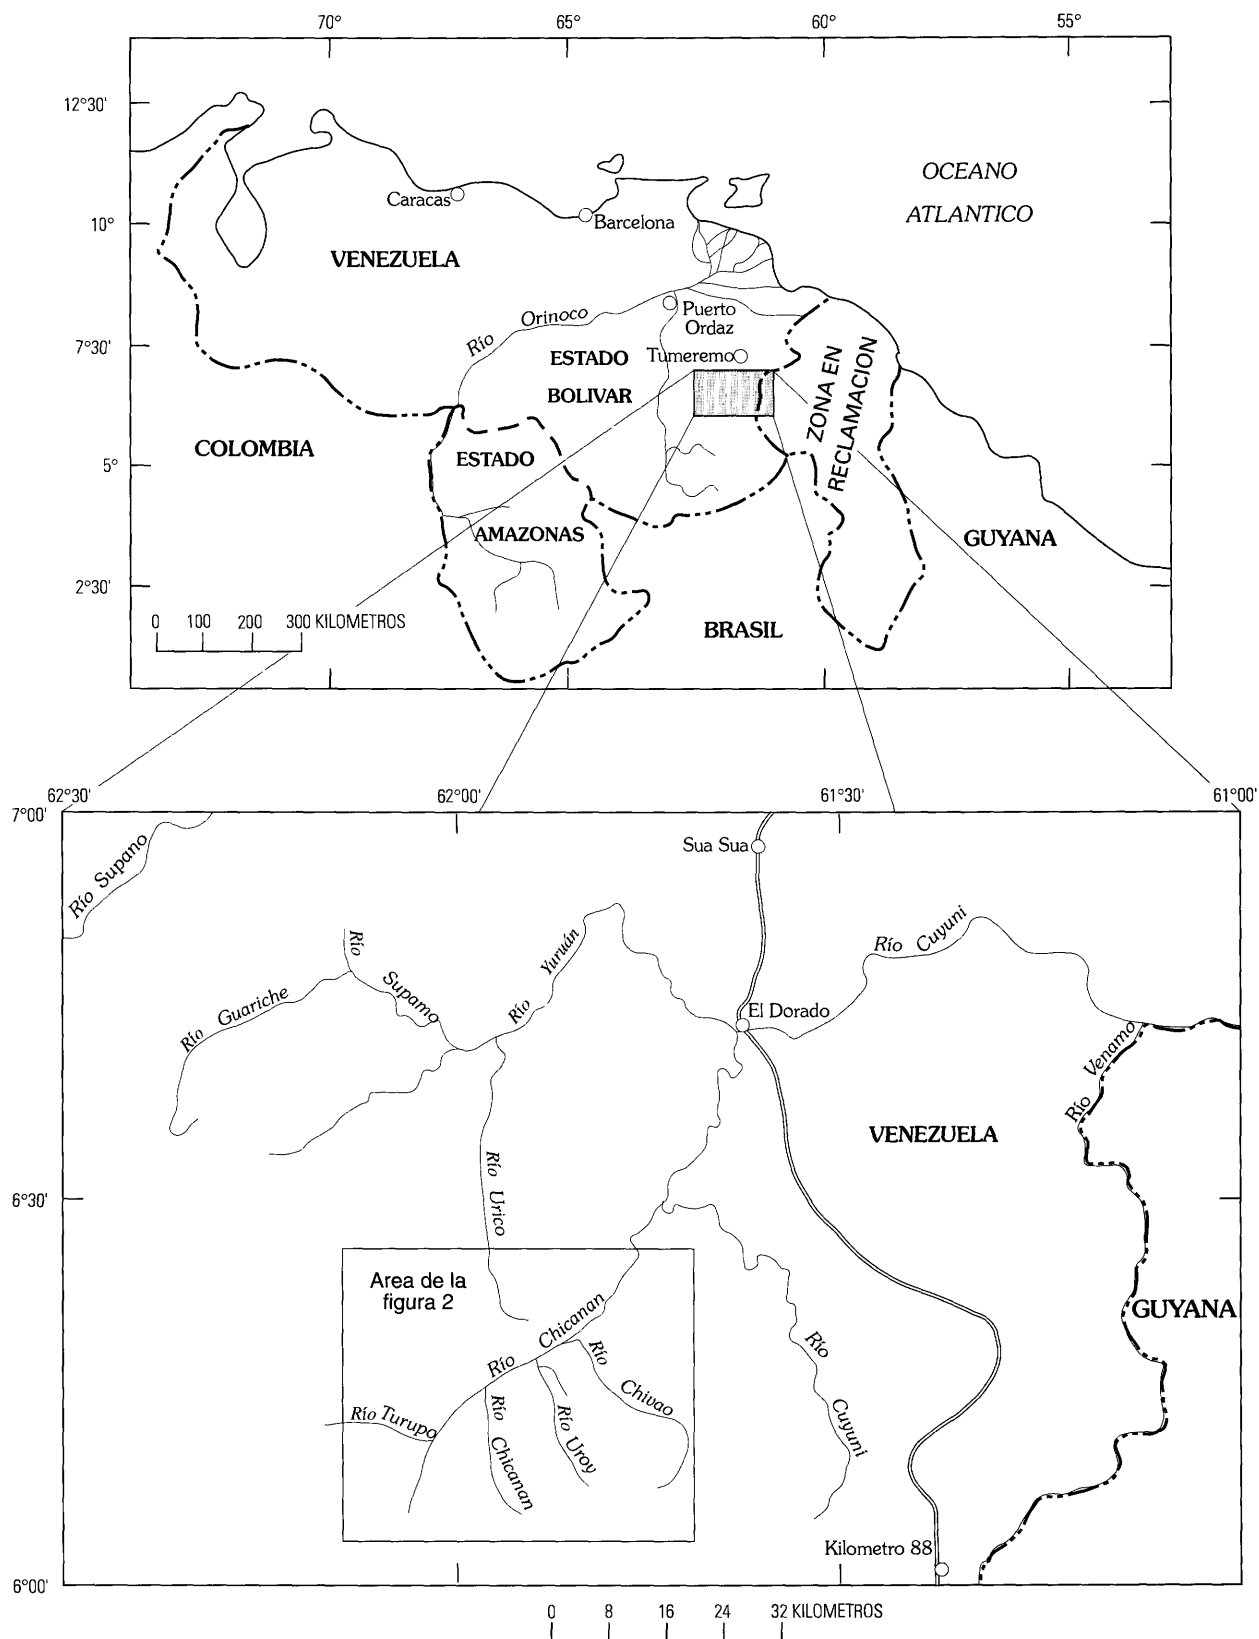 70° 65° 60° 55°
12°30'
10°
7°30'
5°
2°30'
OCEANO
ATLANTICO
Caracas
Barcelona
VENEZUELA
Río Orinoco
Puerto
Ordaz
ESTADO
BOLIVAR
Tumeremo
ZONA EN
RECLAMACION
COLOMBIA
ESTADO
AMAZONAS
GUYANA
BRASIL
0 100 200 300 KILOMETROS
62°30' 62°00' 61°30' 61°00'
7°00'
6°30'
6°00'
Río Supano
Sua Sua
Río Cuyuni
Río Supamo
Río Yuruán
Río Guariche
El Dorado
Río Venamo
VENEZUELA
Río Urico
Area de la
figura 2
Río Chicanan
GUYANA
Río Chivao
Río Cuyuni
Río Turupo
Río Chicanan
Río Uroy
Kilometro 88
0 8 16 24 32 KILOMETROS